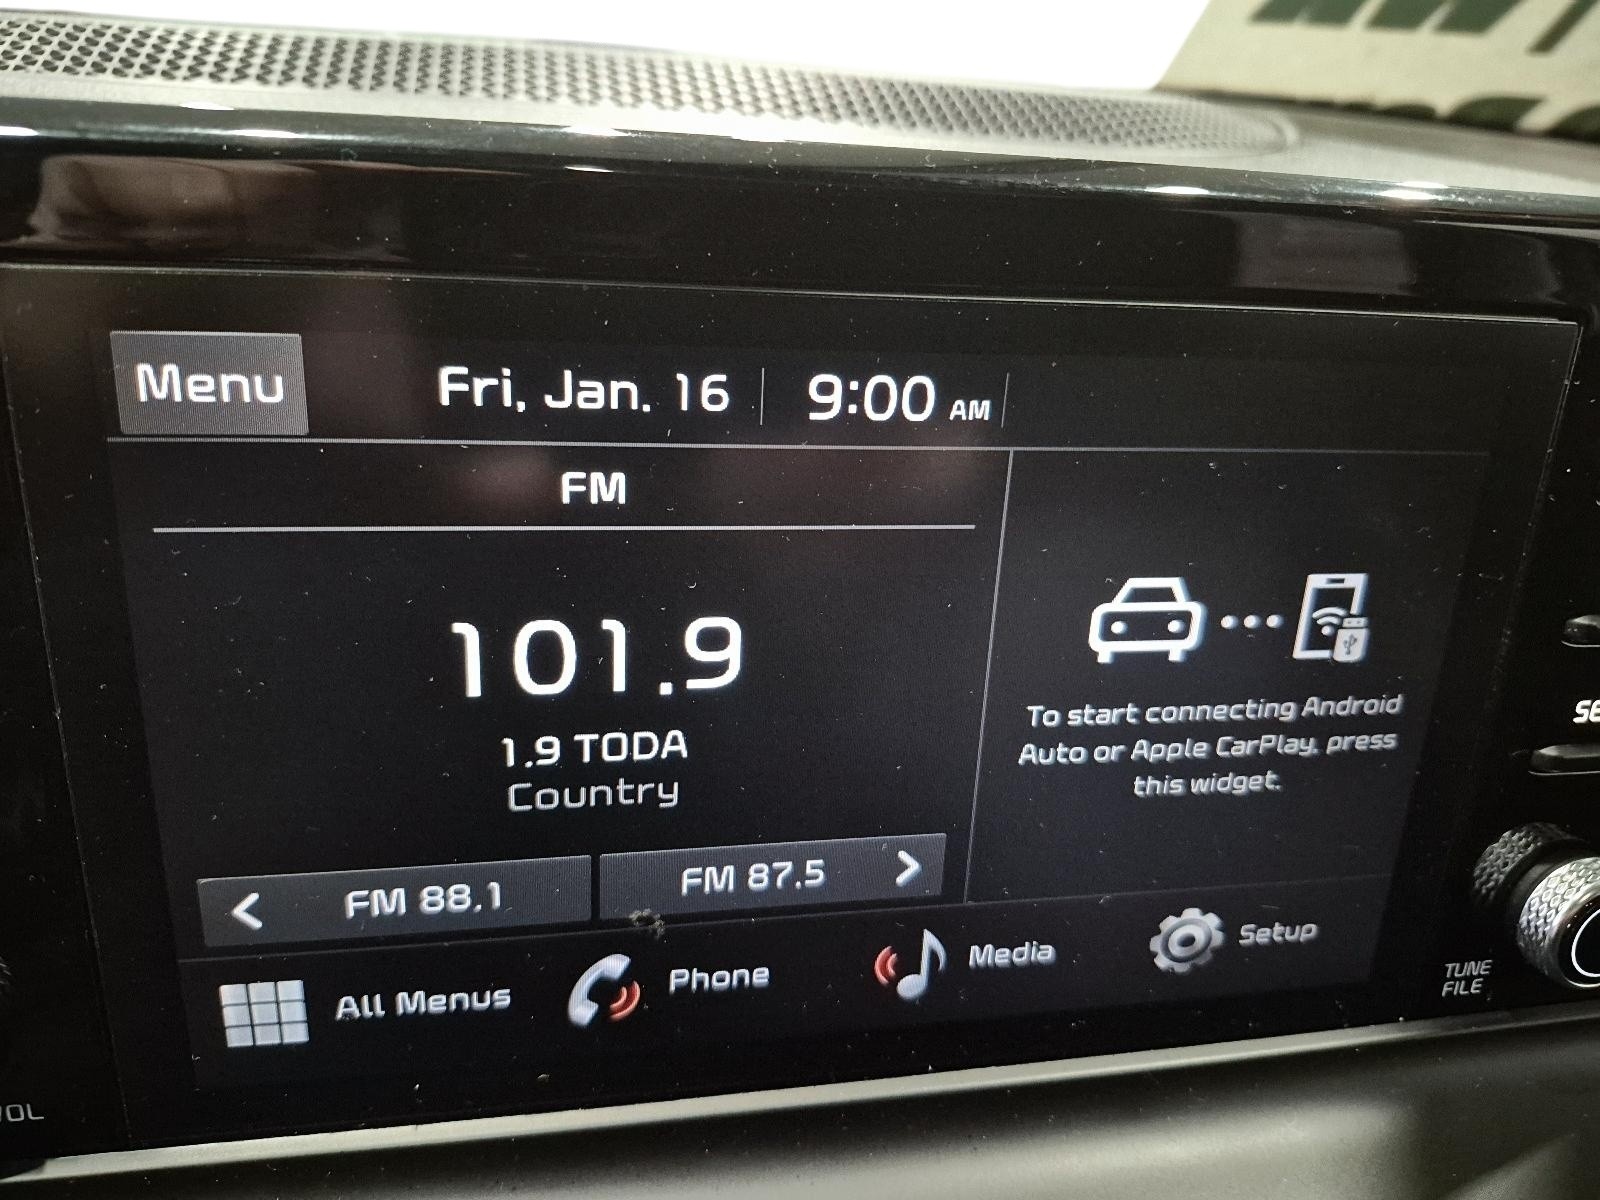 Menu
Fri, Jan. 16
9:00 AM
FM
101.9
1.9 TODA
Country
To start connecting Android
Auto or Apple CarPlay, press
this widget.
FM 88.1
FM 87.5
All Menus
Phone
Media
Setup
TUNE
FILE